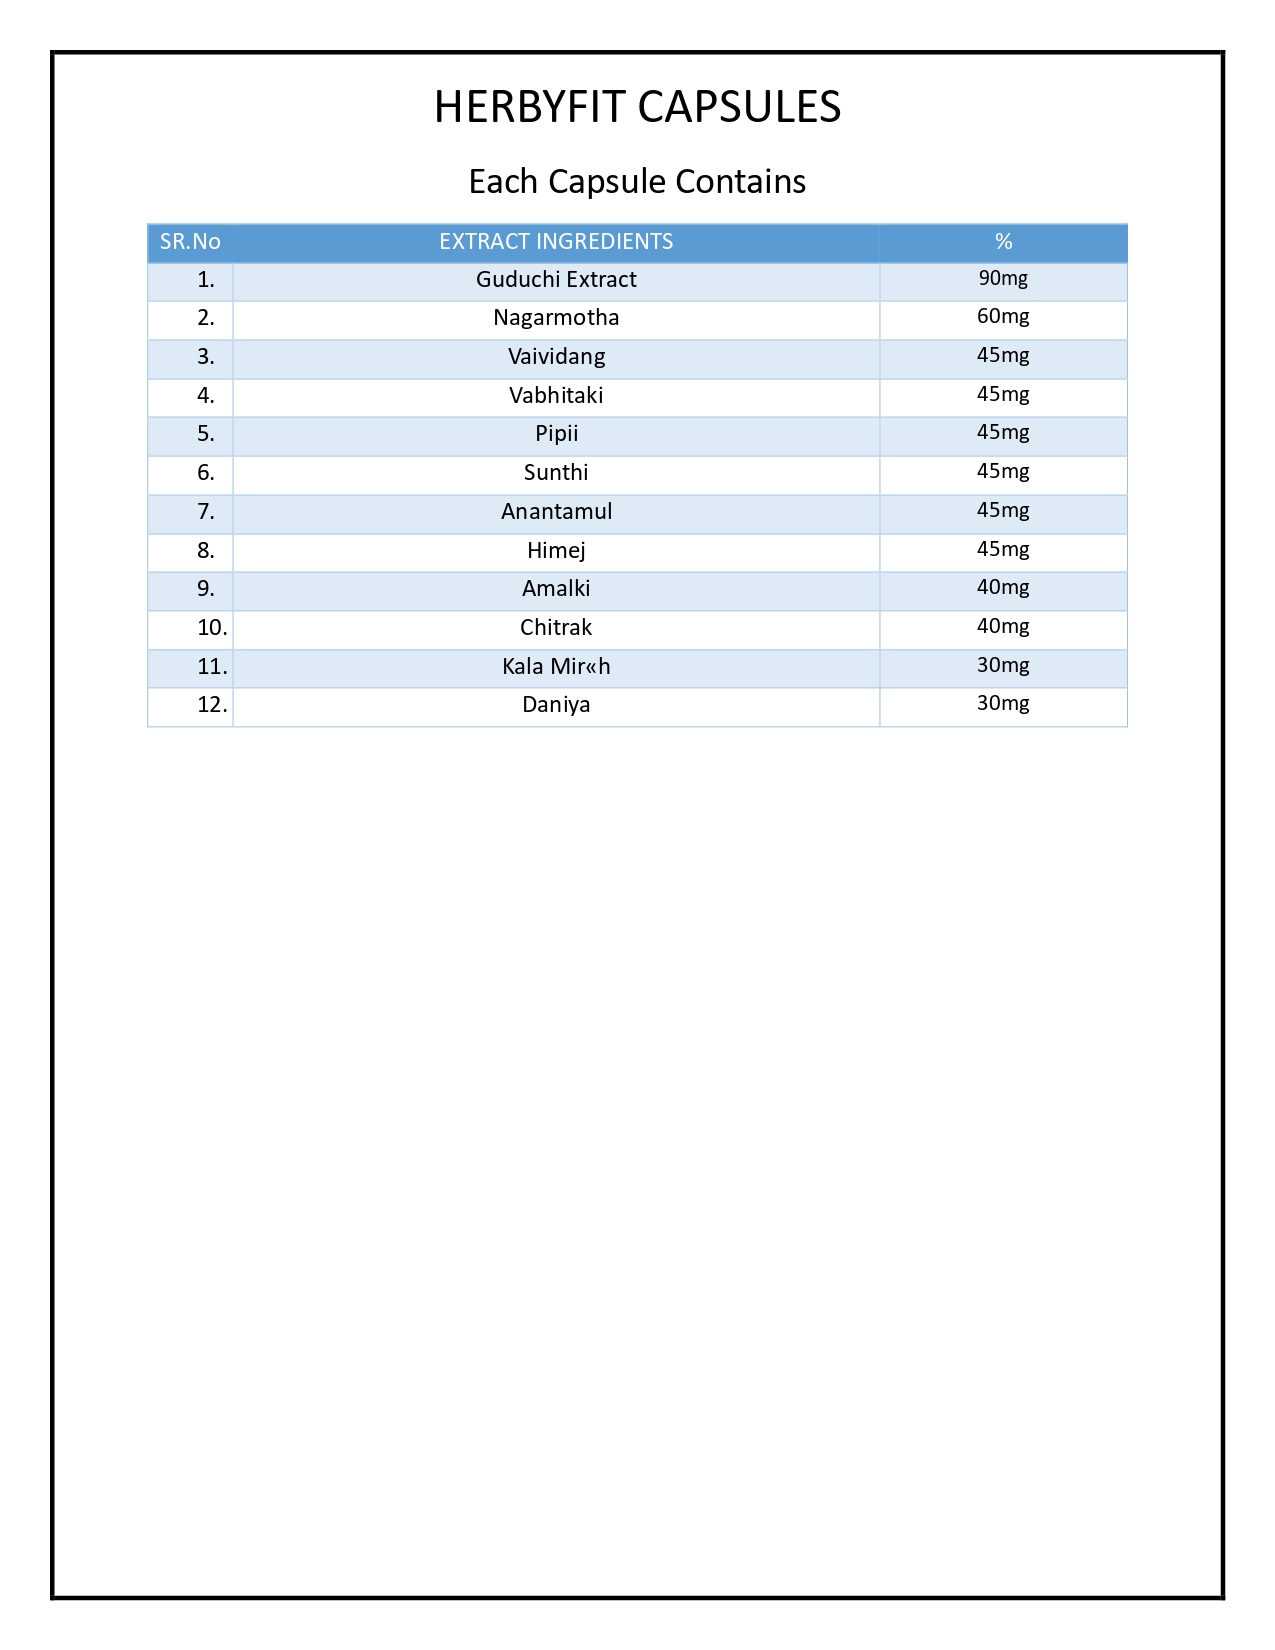 HERBYFIT CAPSULES
Each Capsule Contains
SR.No EXTRACT INGREDIENTS %
1. Guduchi Extract 90mg
2. Nagarmotha 60mg
3. Vaividang 45mg
4. Vabhitaki 45mg
5. Pipii 45mg
6. Sunthi 45mg
7. Anantamul 45mg
8. Himej 45mg
9. Amalki 40mg
10. Chitrak 40mg
11. Kala Mir«h 30mg
12. Daniya 30mg